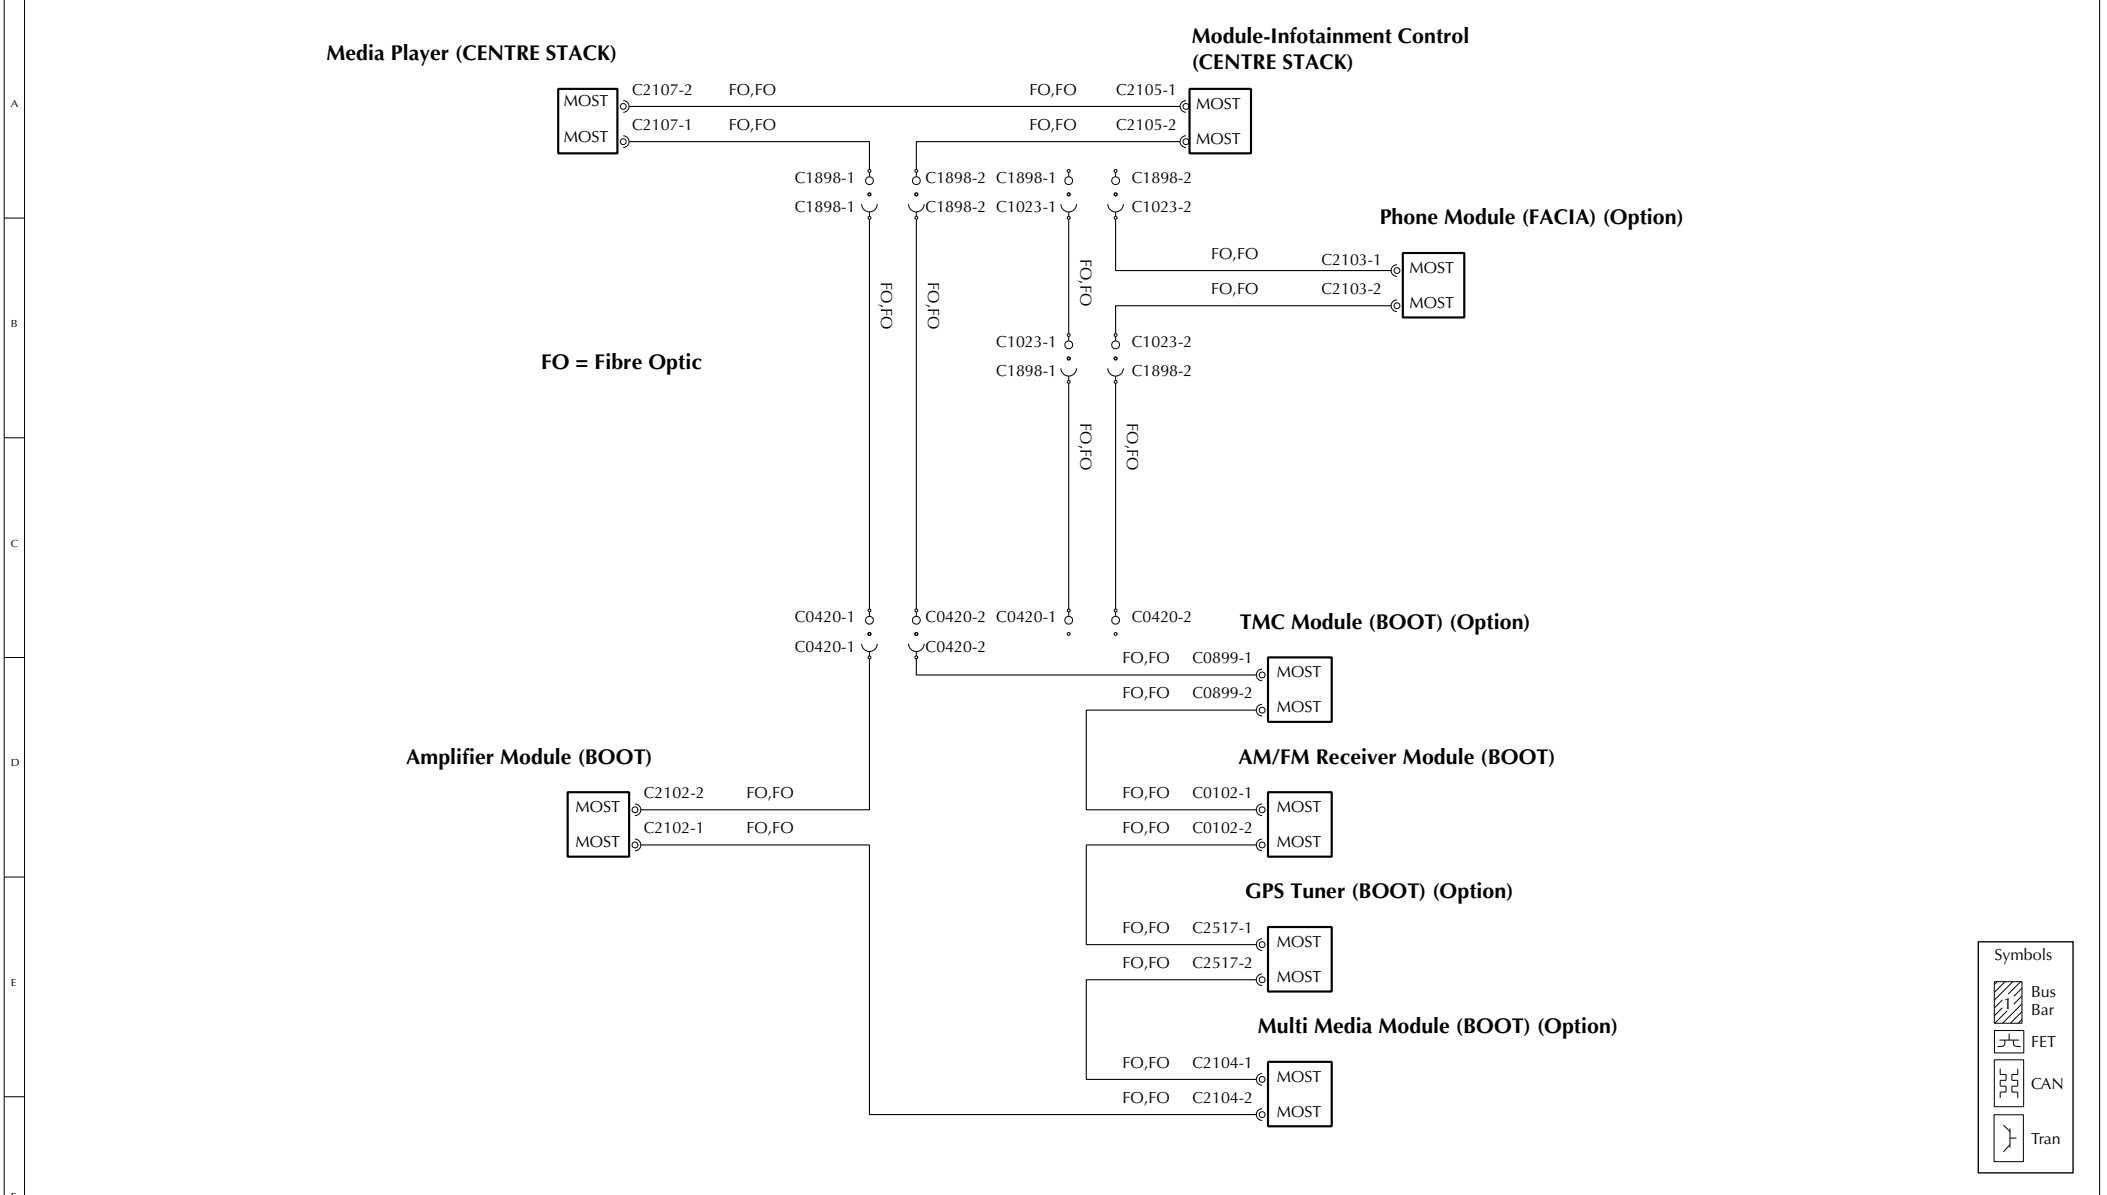 Module-Infotainment Control
(CENTRE STACK)
Media Player (CENTRE STACK)
A
MOST C2107-2 FO,FO FO,FO C2105-1 MOST
MOST C2107-1 FO,FO FO,FO C2105-2 MOST
C1898-1 C1898-2 C1898-1 C1898-2
C1898-1 C1898-2 C1023-1 C1023-2
Phone Module (FACIA) (Option)
FO,FO C2103-1 MOST
FO,FO C2103-2 MOST
FO,FO FO,FO FO,FO
B
C1023-1 C1023-2
FO = Fibre Optic
C1898-1 C1898-2
FO,FO FO,FO
C
C0420-1 C0420-2 C0420-1 C0420-2
TMC Module (BOOT) (Option)
C0420-1 C0420-2
FO,FO C0899-1 MOST
FO,FO C0899-2 MOST
D
Amplifier Module (BOOT)
AM/FM Receiver Module (BOOT)
MOST C2102-2 FO,FO FO,FO C0102-1 MOST
MOST C2102-1 FO,FO FO,FO C0102-2 MOST
GPS Tuner (BOOT) (Option)
FO,FO C2517-1 MOST
FO,FO C2517-2 MOST
E
Multi Media Module (BOOT) (Option)
FO,FO C2104-1 MOST
FO,FO C2104-2 MOST
Symbols
1 Bus
Bar
FET
CAN
Tran